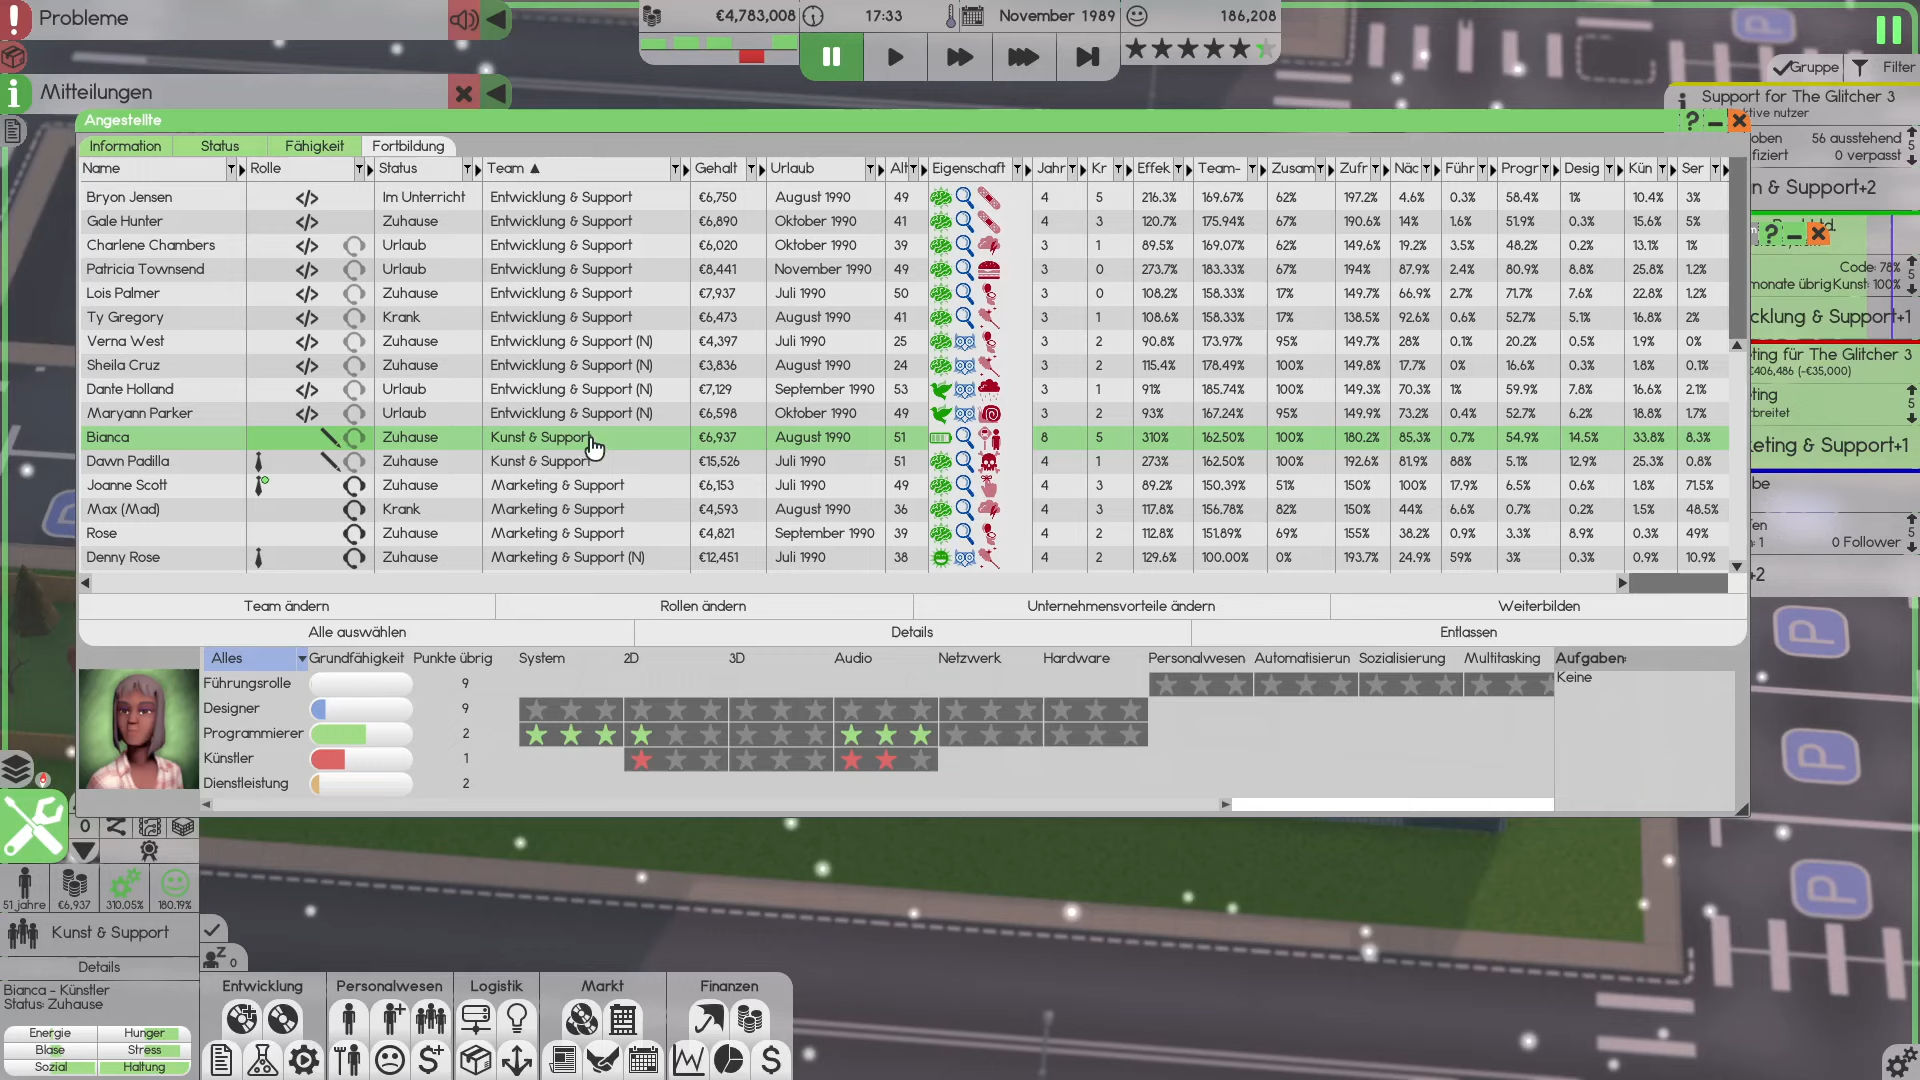 Probleme
€4,783,008 17:33 November 1989 186,208
Mitteilungen
Gruppe Filter
Support for The Glitcher 3
ktive nutzer
oben 56 ausstehend
fiziert 0 verpasst
n & Support+2
Code: 78%
monate übrig Kunst: 100%
cklung & Support+1
ting für The Glitcher 3
€406,486 (-€35,000)
ting
rbreitet
keting & Support+1
be
fen
: 1 0 Follower
+2
Angestellte
Information Status Fähigkeit Fortbildung
Name Rolle Status Team ▲ Gehalt Urlaub Alt Eigenschaft Jahr Kr Effek Team- Zusam Zufr Näc Führ Progr Desig Kün Ser
Bryon Jensen </> Im Unterricht Entwicklung & Support €6,750 August 1990 49 4 5 216.3% 169.67% 62% 197.2% 4.6% 0.3% 58.4% 1% 10.4% 3%
Gale Hunter </> Zuhause Entwicklung & Support €6,890 Oktober 1990 41 4 3 120.7% 175.94% 67% 190.6% 14% 1.6% 51.9% 0.3% 15.6% 5%
Charlene Chambers </> Urlaub Entwicklung & Support €6,020 Oktober 1990 39 3 1 89.5% 169.07% 62% 149.6% 19.2% 3.5% 48.2% 0.2% 13.1% 1%
Patricia Townsend </> Urlaub Entwicklung & Support €8,441 November 1990 49 3 0 273.7% 183.33% 67% 194% 87.9% 2.4% 80.9% 8.8% 25.8% 1.2%
Lois Palmer </> Zuhause Entwicklung & Support €7,937 Juli 1990 50 3 0 108.2% 158.33% 17% 149.7% 66.9% 2.7% 71.7% 7.6% 22.8% 1.2%
Ty Gregory </> Krank Entwicklung & Support €6,473 August 1990 41 3 1 108.6% 158.33% 17% 138.5% 92.6% 0.6% 52.7% 5.1% 16.8% 2%
Verna West </> Zuhause Entwicklung & Support (N) €4,397 Juli 1990 25 3 2 90.8% 173.97% 95% 149.7% 28% 0.1% 20.2% 0.5% 1.9% 0%
Sheila Cruz </> Zuhause Entwicklung & Support (N) €3,836 August 1990 24 3 2 115.4% 178.49% 100% 149.8% 17.7% 0% 16.6% 0.3% 1.8% 0.1%
Dante Holland </> Urlaub Entwicklung & Support (N) €7,129 September 1990 53 3 1 91% 185.74% 100% 149.3% 70.3% 1% 59.9% 7.8% 16.6% 2.1%
Maryann Parker </> Urlaub Entwicklung & Support (N) €6,598 Oktober 1990 49 3 2 93% 167.24% 95% 149.9% 73.2% 0.4% 52.7% 6.2% 18.8% 1.7%
Bianca Zuhause Kunst & Support €6,937 August 1990 51 8 5 310% 162.50% 100% 180.2% 85.3% 0.7% 54.9% 14.5% 33.8% 8.3%
Dawn Padilla Zuhause Kunst & Support €15,526 Juli 1990 51 4 1 273% 162.50% 100% 192.6% 81.9% 88% 5.1% 12.9% 25.3% 0.8%
Joanne Scott Zuhause Marketing & Support €6,153 Juli 1990 49 4 3 89.2% 150.39% 51% 150% 100% 17.9% 6.5% 0.6% 1.8% 71.5%
Max (Mad) Krank Marketing & Support €4,593 August 1990 36 4 3 117.8% 156.78% 82% 150% 44% 6.6% 0.7% 0.2% 1.5% 48.5%
Rose Zuhause Marketing & Support €4,821 September 1990 39 4 2 112.8% 151.89% 69% 155% 38.2% 0.9% 3.3% 8.9% 0.3% 49%
Denny Rose Zuhause Marketing & Support (N) €12,451 Juli 1990 38 4 2 129.6% 100.00% 0% 193.7% 24.9% 59% 3% 0.3% 0.9% 10.9%
Team ändern Rollen ändern Unternehmensvorteile ändern Weiterbilden
Alle auswählen Details Entlassen
Alles Grundfähigkeit Punkte übrig System 2D 3D Audio Netzwerk Hardware Personalwesen Automatisierun Sozialisierung Multitasking Aufgaben:
Führungsrolle 9 Keine
Designer 9
Programmierer 2
Künstler 1
Dienstleistung 2
0
51 jahre €6,937 310.05% 180.19%
Kunst & Support
Z 0
Details
Bianca - Künstler
Status: Zuhause
Energie Hunger
Blase Stress
Sozial Haltung
Entwicklung Personalwesen Logistik Markt Finanzen